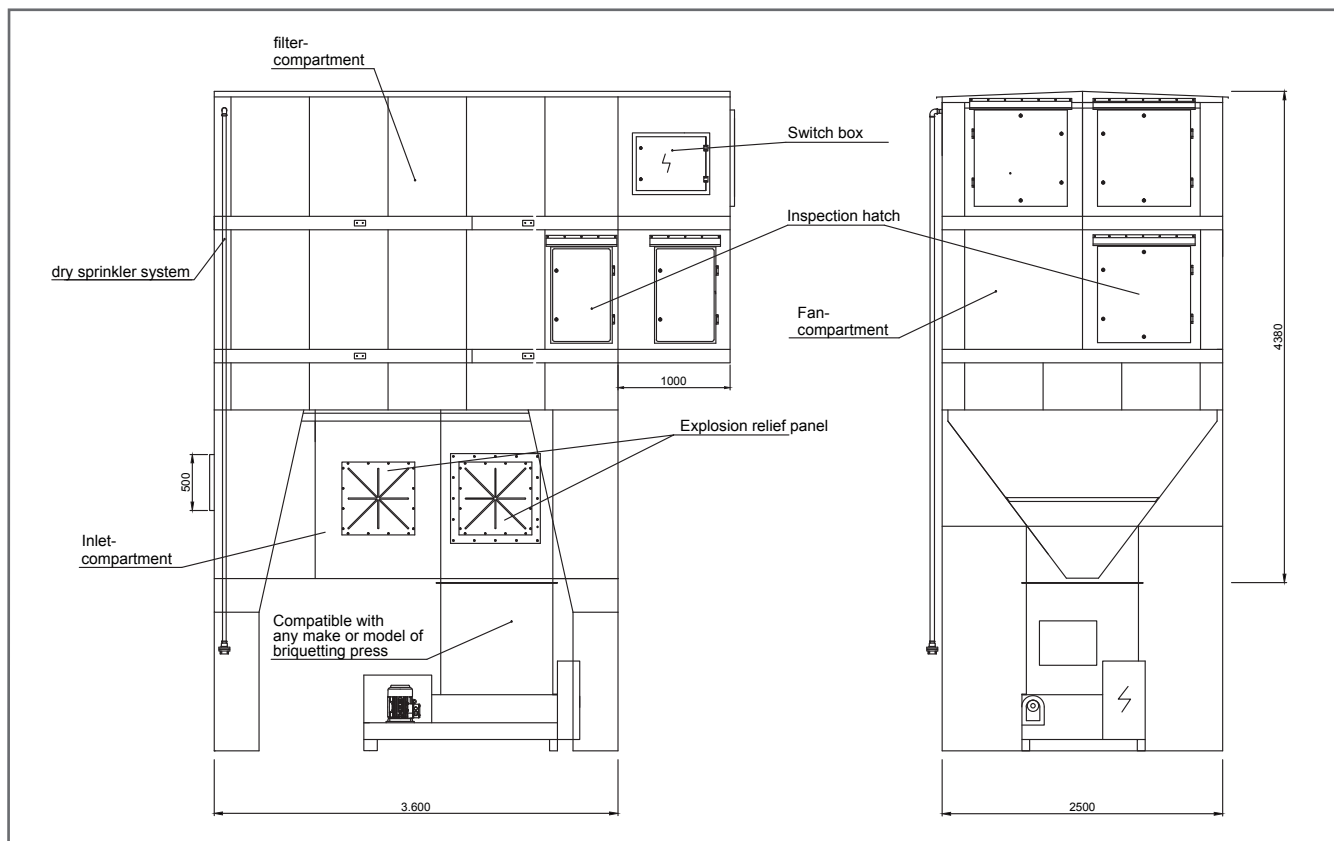 filter-
compartment
Switch box
Inspection hatch
dry sprinkler system
Fan-
compartment
4380
1000
Explosion relief panel
500
Inlet-
compartment
Compatible with
any make or model of
briquetting press
3.600
2500